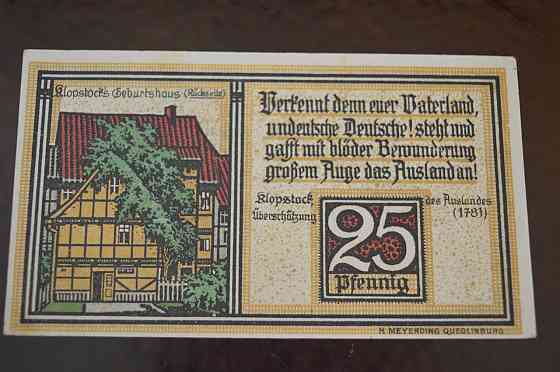 Klopstocks Geburtshaus (Rückseite)
Verkennt denn euer Vaterland,
undeutsche Deutsche! steht und
gafft mit blöder Bewunderung
großem Auge das Ausland an!
Klopstock des Auslandes
Überschützung (1781)
25
Pfennig
H. MEYERDING QUEDLINBURG